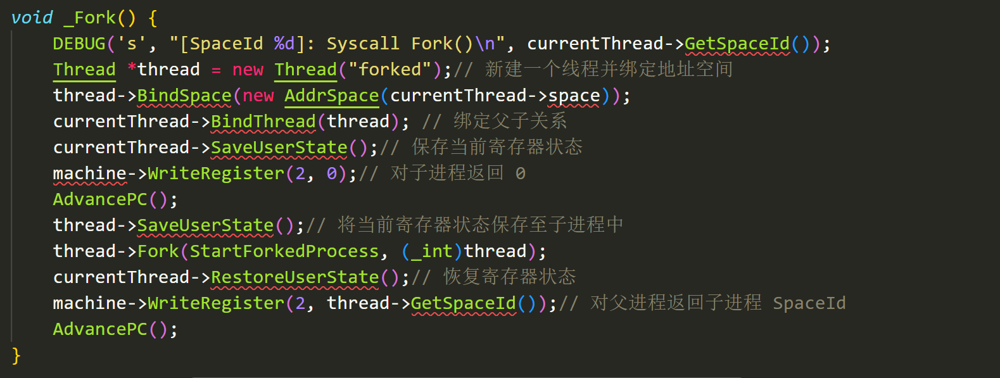 void _Fork() {
    DEBUG('s', "[SpaceId %d]: Syscall Fork()\n", currentThread->GetSpaceId());
    Thread *thread = new Thread("forked");// 新建一个线程并绑定地址空间
    thread->BindSpace(new AddrSpace(currentThread->space));
    currentThread->BindThread(thread); // 绑定父子关系
    currentThread->SaveUserState();// 保存当前寄存器状态
    machine->WriteRegister(2, 0);// 对子进程返回 0
    AdvancePC();
    thread->SaveUserState();// 将当前寄存器状态保存至子进程中
    thread->Fork(StartForkedProcess, (_int)thread);
    currentThread->RestoreUserState();// 恢复寄存器状态
    machine->WriteRegister(2, thread->GetSpaceId());// 对父进程返回子进程 SpaceId
    AdvancePC();
}